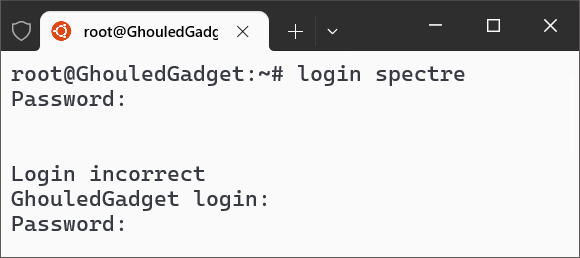 root@GhouledGadg
root@GhouledGadget:~# login spectre
Password:
Login incorrect
GhouledGadget login:
Password: